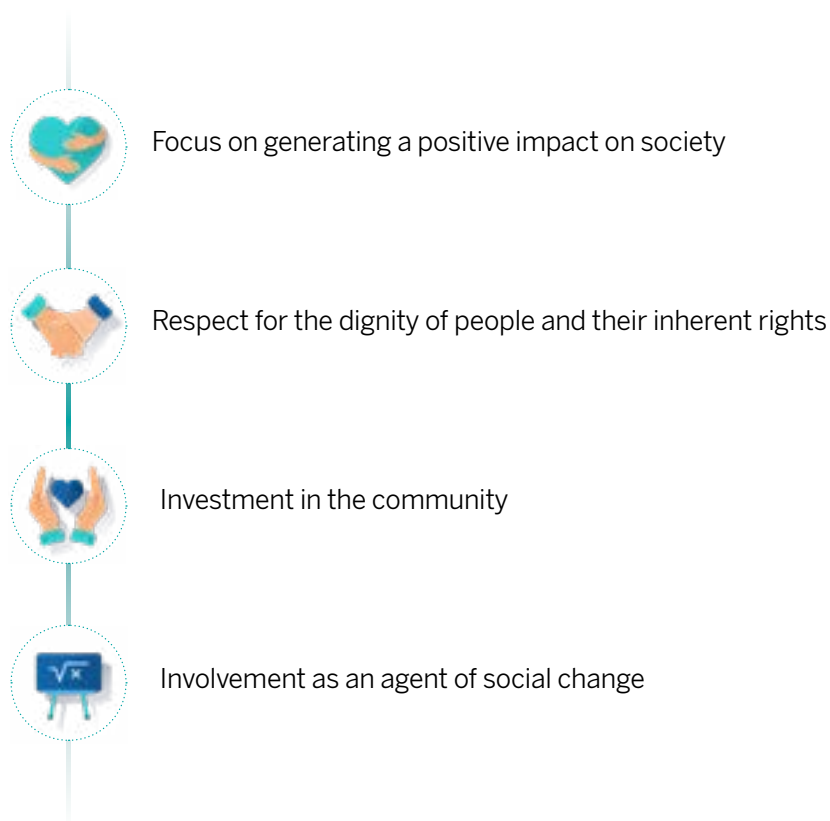 Focus on generating a positive impact on society
Respect for the dignity of people and their inherent rights
Investment in the community
√x
Involvement as an agent of social change